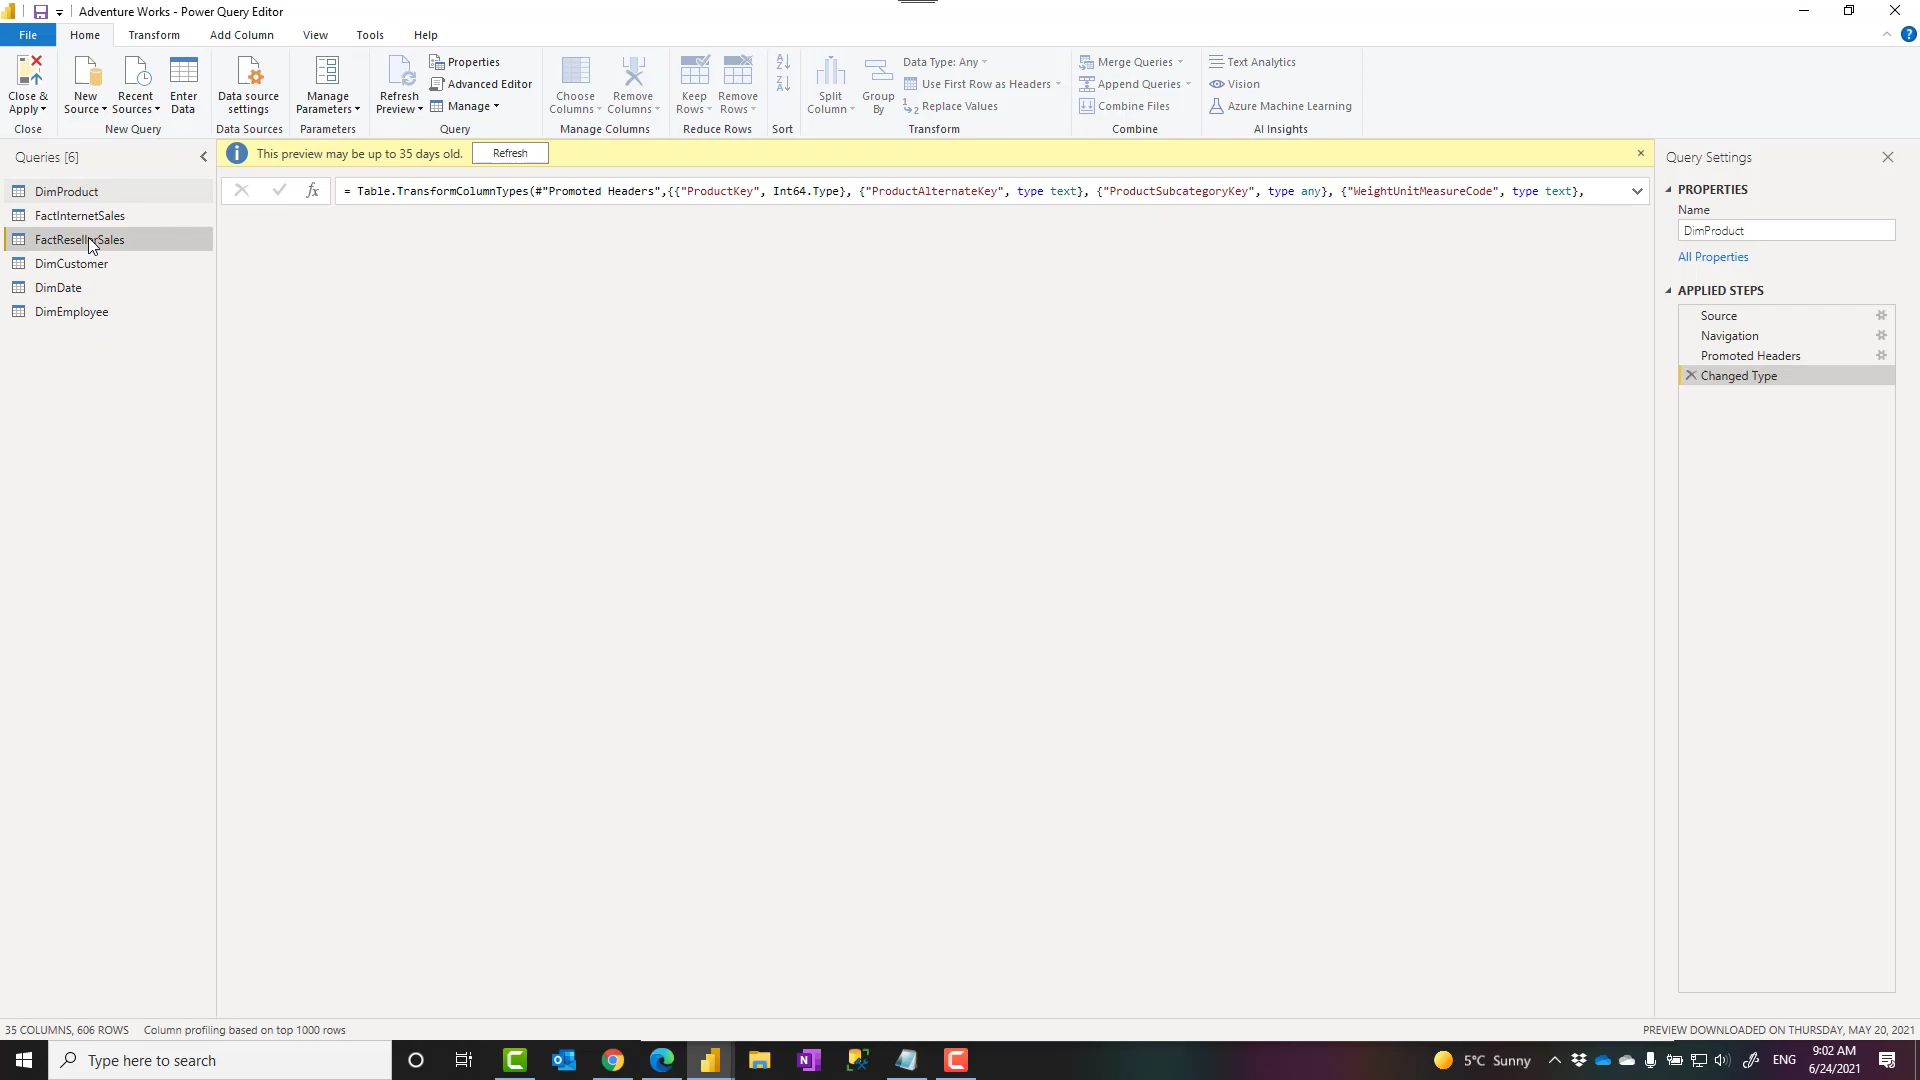 Adventure Works - Power Query Editor
File Home Transform Add Column View Tools Help
Close & Apply
New Source
Recent Sources
Enter Data
Data source settings
Manage Parameters
Refresh Preview
Properties
Advanced Editor
Manage
Choose Columns
Remove Columns
Keep Rows
Remove Rows
Split Column
Group By
Data Type: Any
Use First Row as Headers
Replace Values
Merge Queries
Append Queries
Combine Files
Text Analytics
Vision
Azure Machine Learning
Close New Query Data Sources Parameters Query Manage Columns Reduce Rows Sort Transform Combine AI Insights
Queries [6]
DimProduct
FactInternetSales
FactResellerSales
DimCustomer
DimDate
DimEmployee
This preview may be up to 35 days old. Refresh
= Table.TransformColumnTypes(#"Promoted Headers",{{"ProductKey", Int64.Type}, {"ProductAlternateKey", type text}, {"ProductSubcategoryKey", type any}, {"WeightUnitMeasureCode", type text},
Query Settings
PROPERTIES
Name
DimProduct
All Properties
APPLIED STEPS
Source
Navigation
Promoted Headers
Changed Type
35 COLUMNS, 606 ROWS Column profiling based on top 1000 rows
PREVIEW DOWNLOADED ON THURSDAY, MAY 20, 2021
Type here to search
5°C Sunny
ENG
9:02 AM
6/24/2021